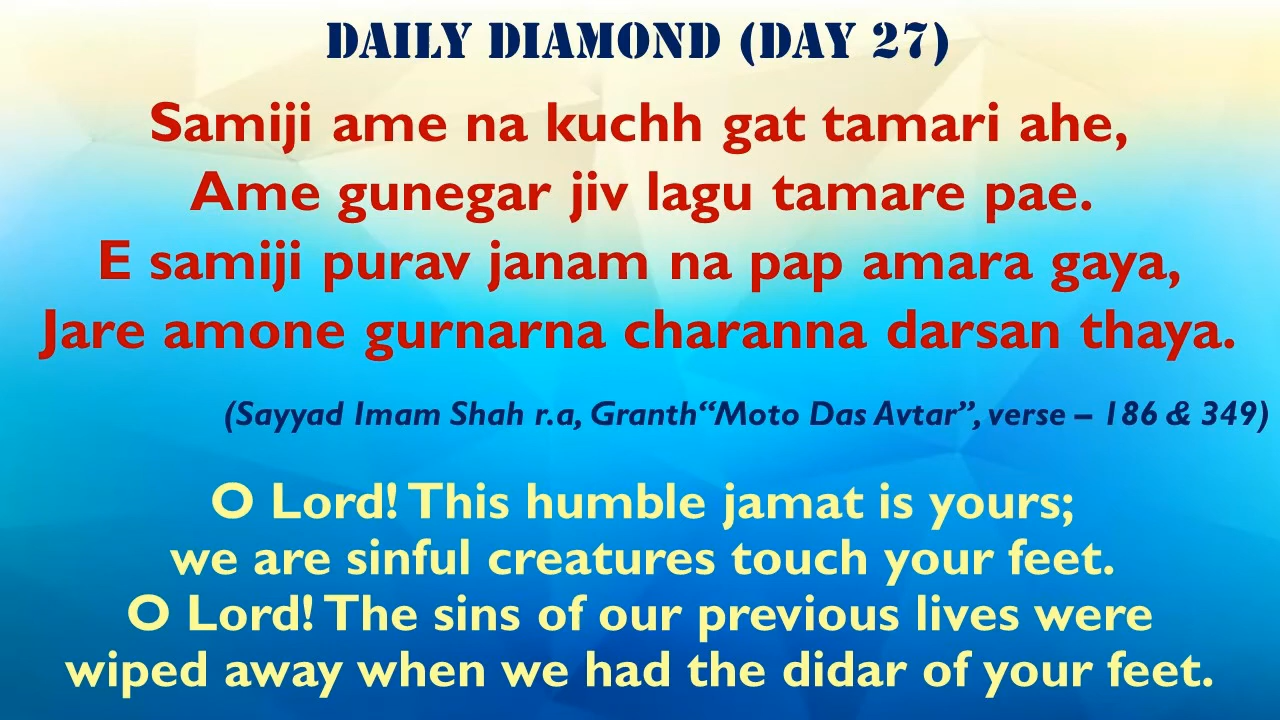 DAILY DIAMOND (DAY 27)
Samiji ame na kuchh gat tamari ahe,
Ame gunegar jiv lagu tamare pae.
E samiji purav janam na pap amara gaya,
Jare amone gurnarna charanna darsan thaya.
(Sayyad Imam Shah r.a, Granth“Moto Das Avtar”, verse – 186 & 349)
O Lord! This humble jamat is yours;
we are sinful creatures touch your feet.
O Lord! The sins of our previous lives were
wiped away when we had the didar of your feet.